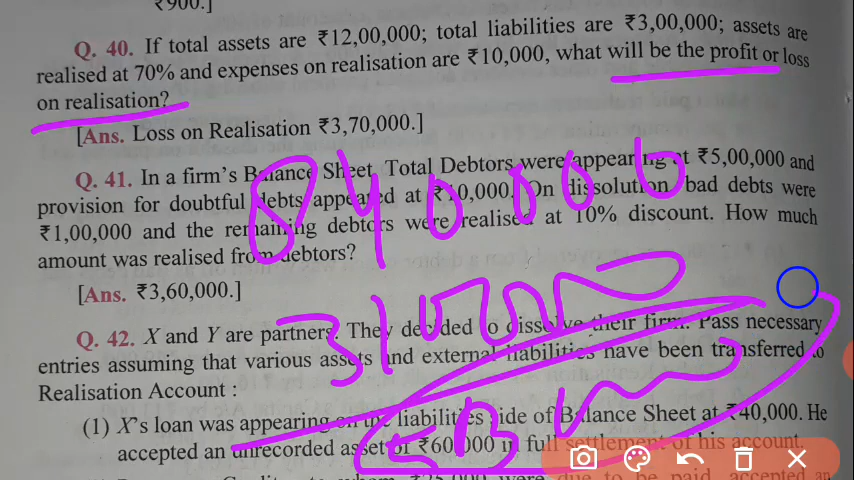 ₹900.]
Q. 40. If total assets are ₹12,00,000; total liabilities are ₹3,00,000; assets are
realised at 70% and expenses on realisation are ₹10,000, what will be the profit or loss
on realisation?
[Ans. Loss on Realisation ₹3,70,000.]
Q. 41. In a firm's Balance Sheet, Total Debtors were appearing at ₹5,00,000 and
provision for doubtful debts appeared at ₹10,000. On dissolution, bad debts were
₹1,00,000 and the remaining debtors were realised at 10% discount. How much
amount was realised from debtors?
[Ans. ₹3,60,000.]
Q. 42. X and Y are partners. They decided to dissolve their firm. Pass necessary
entries assuming that various assets and external liabilities have been transferred to
Realisation Account :
(1) X's loan was appearing on the liabilities side of Balance Sheet at ₹40,000. He
accepted an unrecorded asset of ₹60,000 in full settlement of his account.
840000